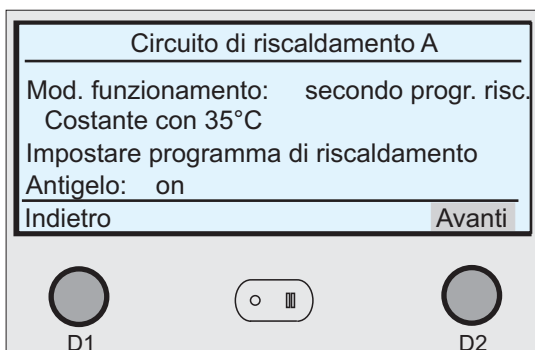 Circuito di riscaldamento A
Mod. funzionamento: secondo progr. risc.
Costante con 35°C
Impostare programma di riscaldamento
Antigelo: on
Indietro Avanti
D1 D2